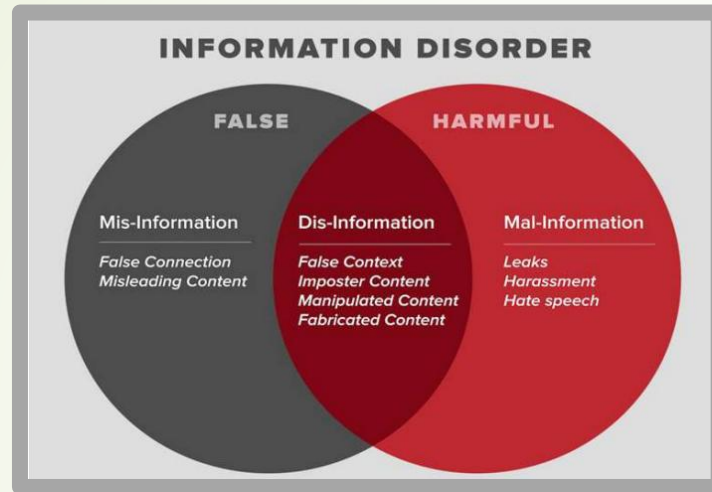 INFORMATION DISORDER
FALSE
HARMFUL
Mis-Information
False Connection
Misleading Content
Dis-Information
False Context
Imposter Content
Manipulated Content
Fabricated Content
Mal-Information
Leaks
Harassment
Hate speech